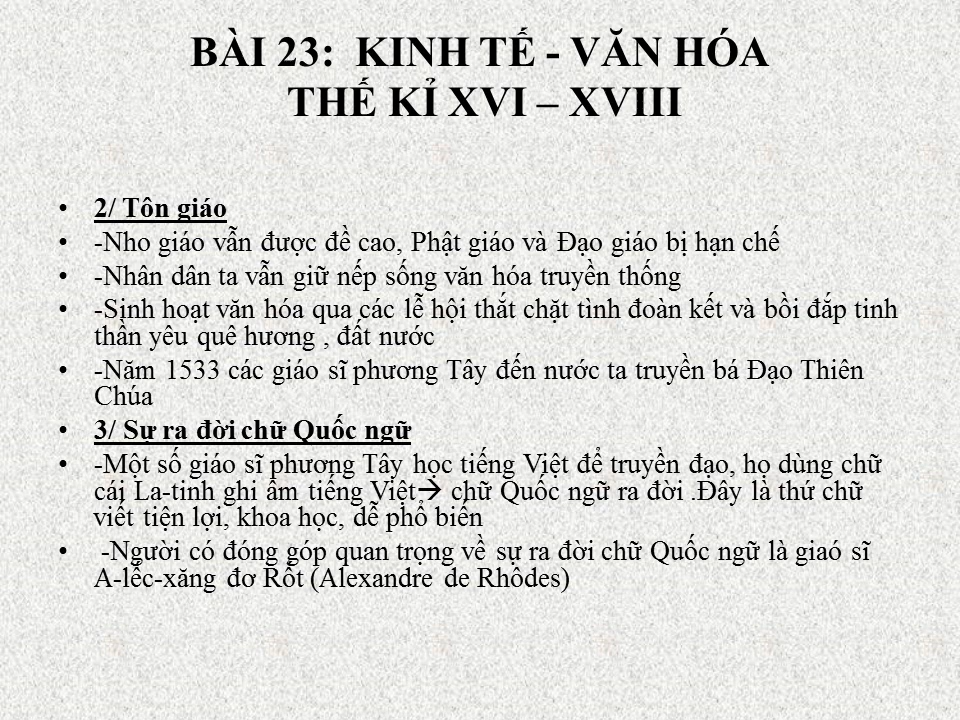 BÀI 23: KINH TẾ - VĂN HÓA
THẾ KỈ XVI – XVIII
• 2/ Tôn giáo
• -Nho giáo vẫn được đề cao, Phật giáo và Đạo giáo bị hạn chế
• -Nhân dân ta vẫn giữ nếp sống văn hóa truyền thống
• -Sinh hoạt văn hóa qua các lễ hội thắt chặt tình đoàn kết và bồi đắp tinh
thần yêu quê hương , đất nước
• -Năm 1533 các giáo sĩ phương Tây đến nước ta truyền bá Đạo Thiên
Chúa
• 3/ Sự ra đời chữ Quốc ngữ
• -Một số giáo sĩ phương Tây học tiếng Việt để truyền đạo, họ dùng chữ
cái La-tinh ghi âm tiếng Việt→ chữ Quốc ngữ ra đời .Đây là thứ chữ
viết tiện lợi, khoa học, dễ phổ biến
• -Người có đóng góp quan trọng về sự ra đời chữ Quốc ngữ là giaó sĩ
A-lếc-xăng đơ Rốt (Alexandre de Rhôdes)